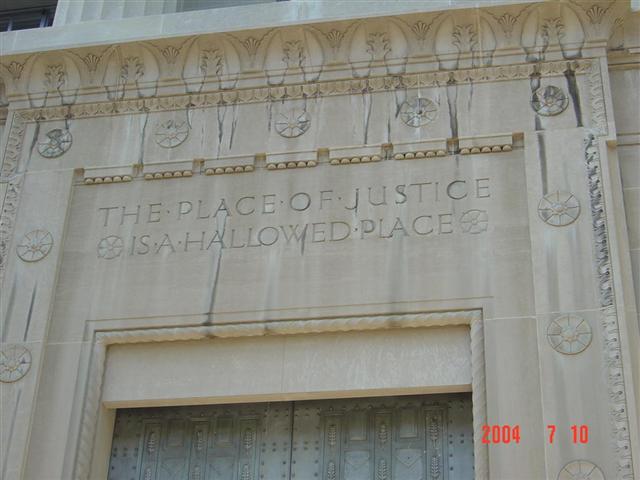 THE·PLACE·OF·JUSTICE
IS·A·HALLOWED·PLACE
2004 7 10